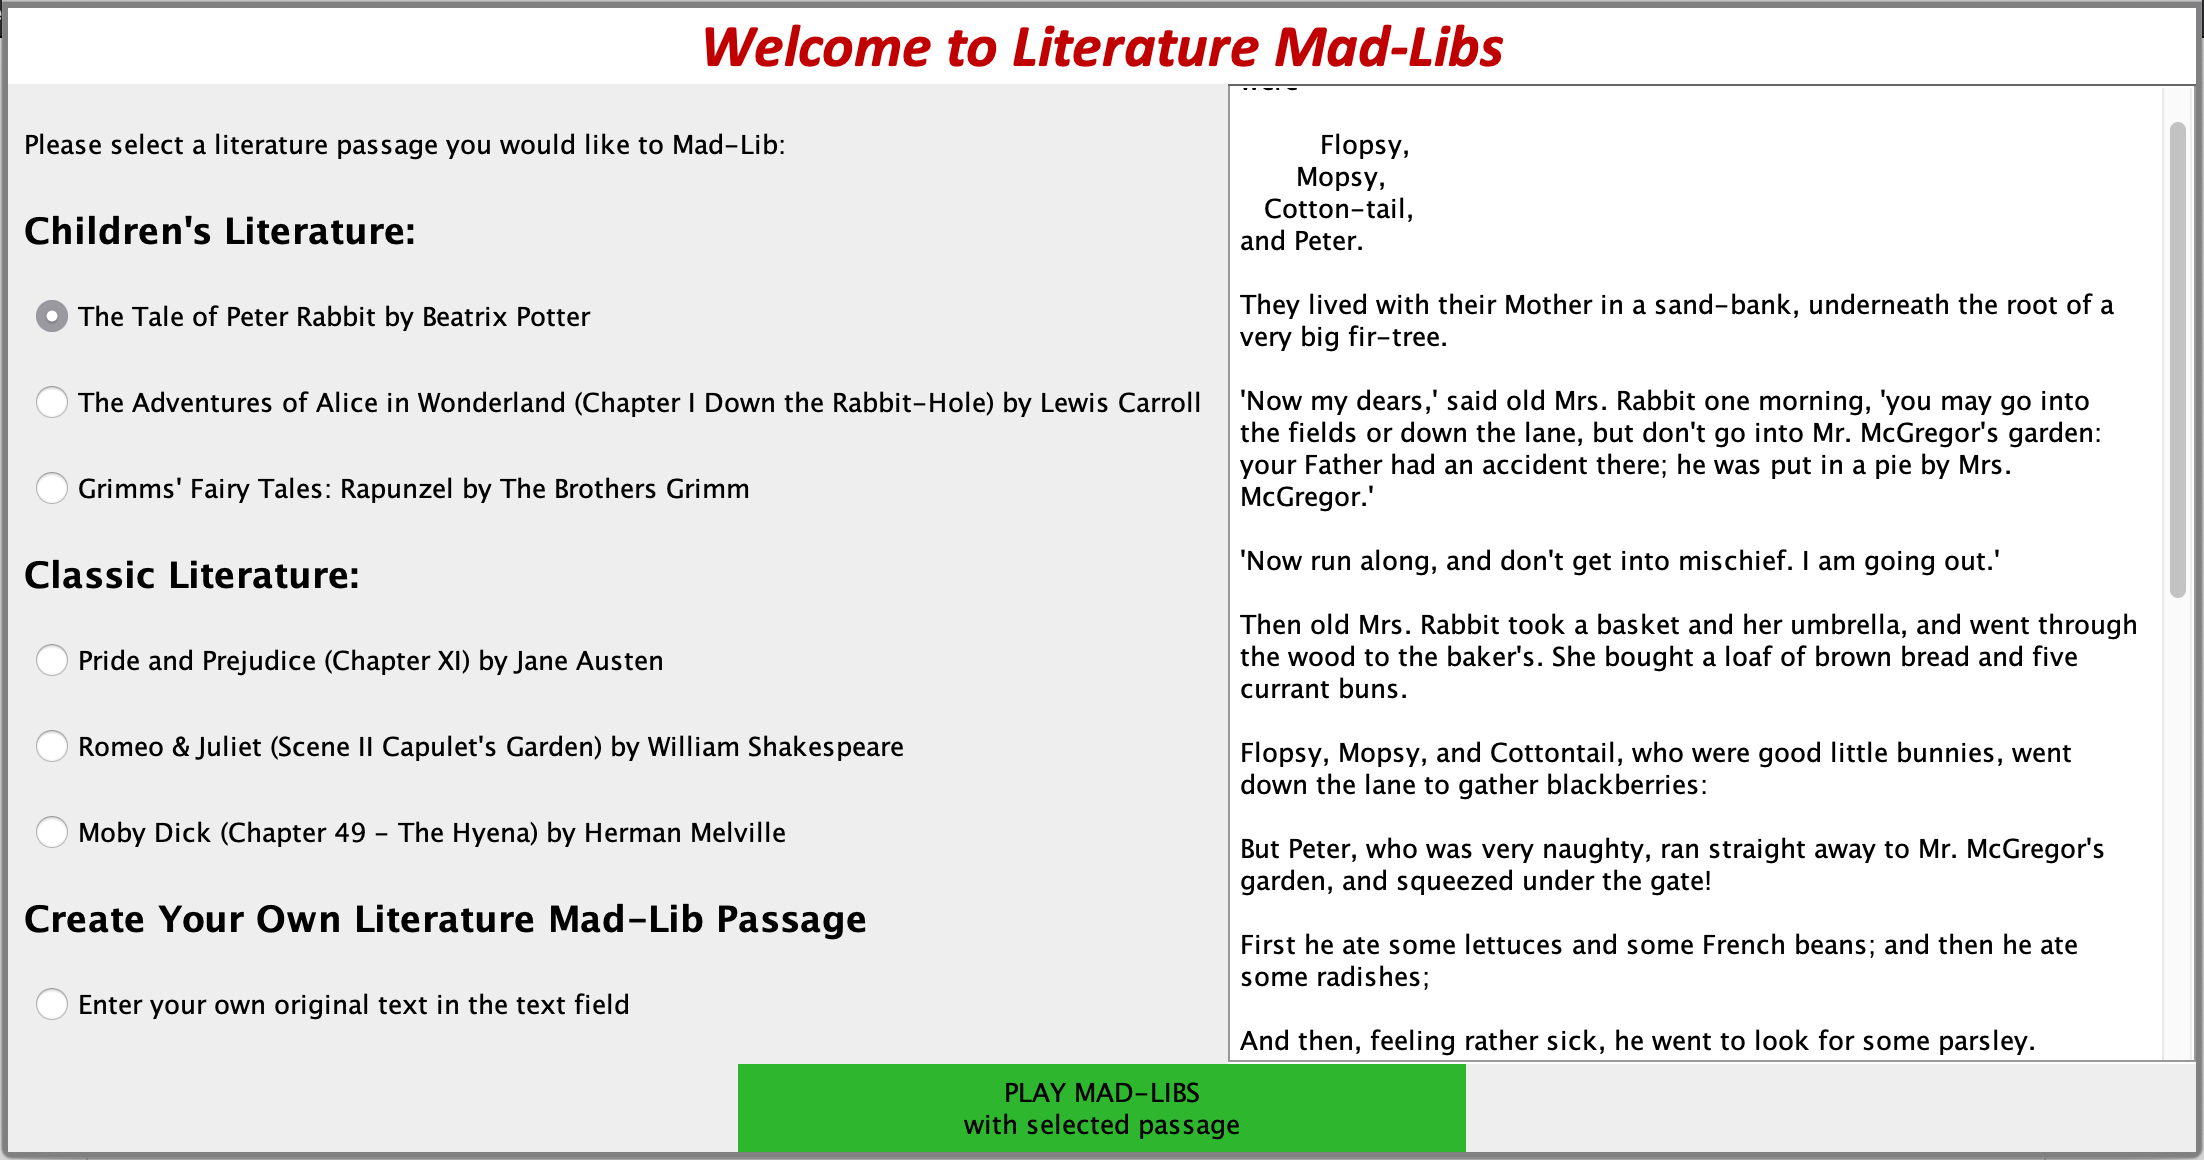 Welcome to Literature Mad-Libs
Please select a literature passage you would like to Mad-Lib:
Children's Literature:
The Tale of Peter Rabbit by Beatrix Potter
The Adventures of Alice in Wonderland (Chapter I Down the Rabbit-Hole) by Lewis Carroll
Grimms' Fairy Tales: Rapunzel by The Brothers Grimm
Classic Literature:
Pride and Prejudice (Chapter XI) by Jane Austen
Romeo & Juliet (Scene II Capulet's Garden) by William Shakespeare
Moby Dick (Chapter 49 - The Hyena) by Herman Melville
Create Your Own Literature Mad-Lib Passage
Enter your own original text in the text field
Flopsy,
Mopsy,
Cotton-tail,
and Peter.
They lived with their Mother in a sand-bank, underneath the root of a
very big fir-tree.
'Now my dears,' said old Mrs. Rabbit one morning, 'you may go into
the fields or down the lane, but don't go into Mr. McGregor's garden:
your Father had an accident there; he was put in a pie by Mrs.
McGregor.'
'Now run along, and don't get into mischief. I am going out.'
Then old Mrs. Rabbit took a basket and her umbrella, and went through
the wood to the baker's. She bought a loaf of brown bread and five
currant buns.
Flopsy, Mopsy, and Cottontail, who were good little bunnies, went
down the lane to gather blackberries:
But Peter, who was very naughty, ran straight away to Mr. McGregor's
garden, and squeezed under the gate!
First he ate some lettuces and some French beans; and then he ate
some radishes;
And then, feeling rather sick, he went to look for some parsley.
PLAY MAD-LIBS
with selected passage